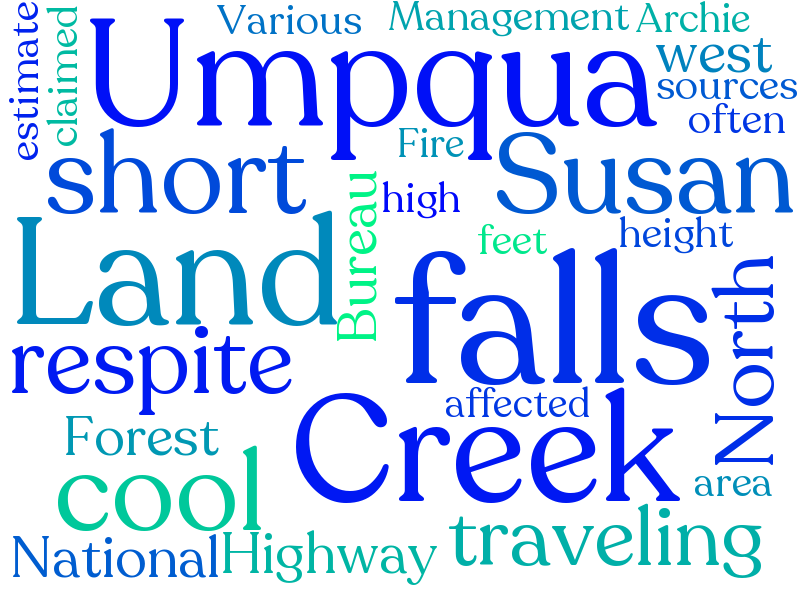 estimate
claimed
Various
Management
Archie
Umpqua
west
sources
often
Fire
short
Susan
Bureau
high
Land
feet
height
falls
North
respite
affected
Creek
Forest
cool
area
National
Highway
traveling